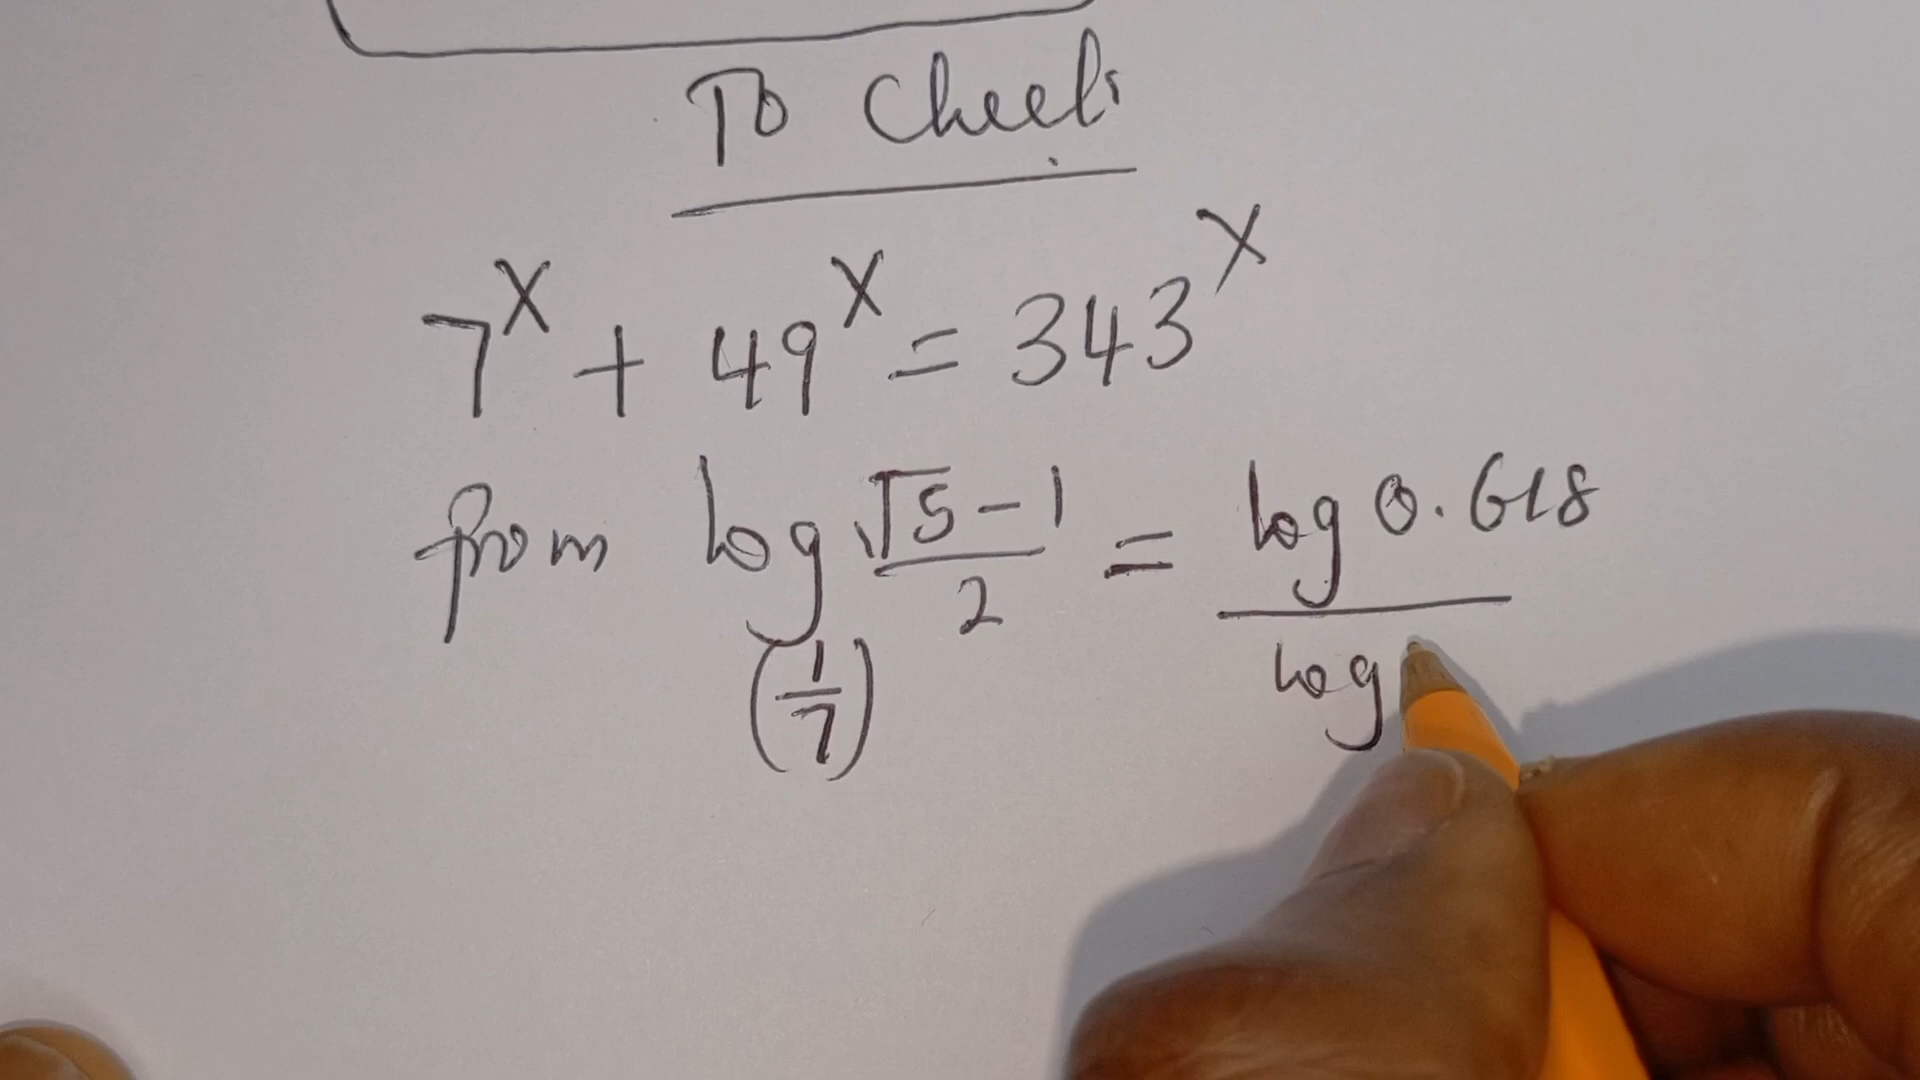 To Check
7^x + 49^x = 343^x
from log_(1/7) (√5-1)/2 = log 0.618 / log